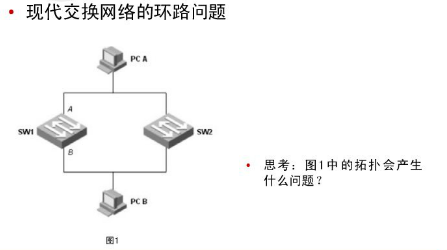 现代交换网络的环路问题
PC A
A
SW1
SW2
B
PC B
思考：图1中的拓扑会产生
什么问题？
图1